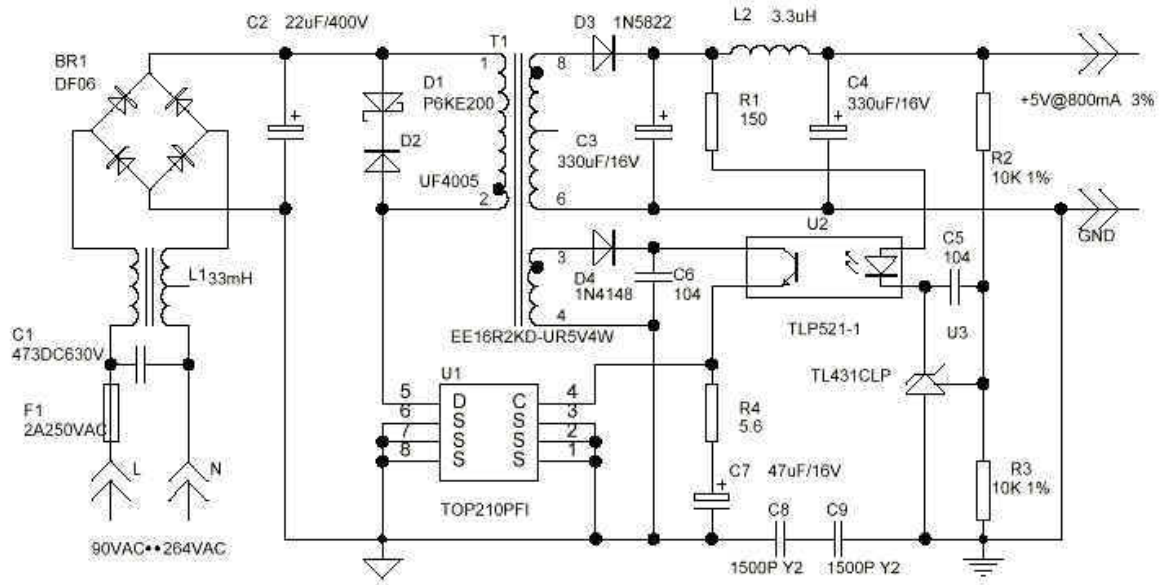 C2 22uF/400V
D3 1N5822
L2 3.3uH
T1
1
8
BR1
DF06
D1
P6KE200
C4
330uF/16V
+5V@800mA 3%
R1
150
D2
C3
330uF/16V
R2
10K 1%
UF4005
2
6
U2
GND
L1 33mH
3
D4
1N4148
C6
104
C5
104
4
TLP521-1
U3
EE16R2KD-UR5V4W
C1
473DC630V
TL431CLP
U1
5 D C 4
6 S S 3
7 S S 2
8 S S 1
F1
2A250VAC
R4
5.6
L
N
C7 47uF/16V
R3
10K 1%
TOP210PFI
C8
C9
90VAC••264VAC
1500P Y2
1500P Y2